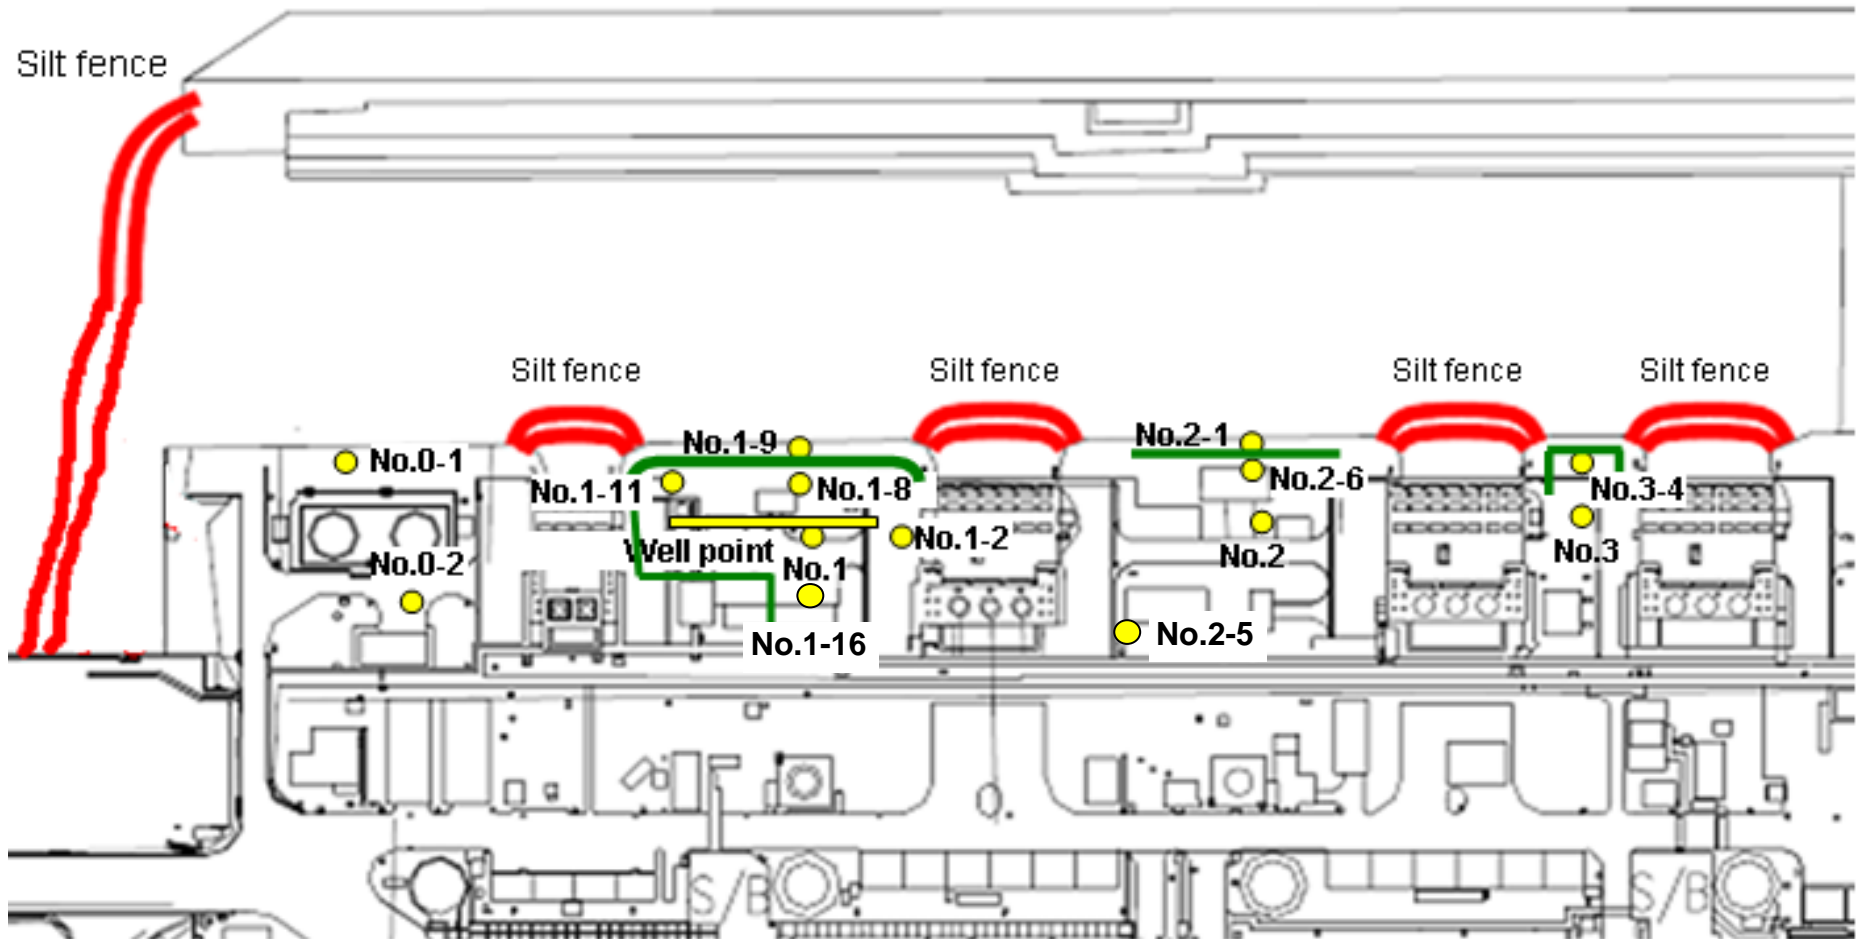 Silt fence
Silt fence
Silt fence
Silt fence
Silt fence
No.1-9
No.2-1
No.0-1
No.1-11
No.1-8
No.2-6
No.3-4
No.1-2
Well point
No.2
No.3
No.0-2
No.1
No.1-16
No.2-5
S/B
S/B